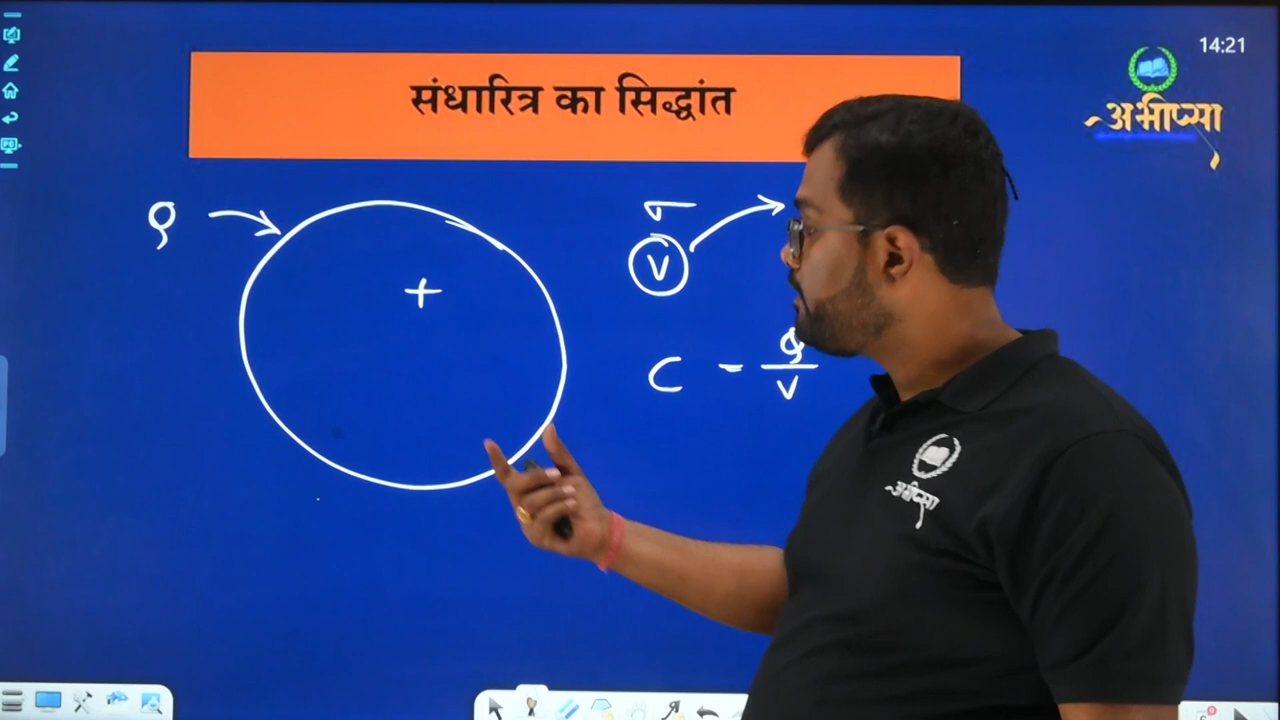 14:21
संधारित्र का सिद्धांत
अभीप्सा
Q
+
σ
V
C = Q/V
अभीप्सा